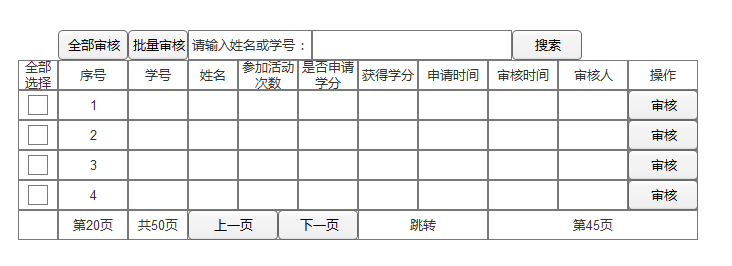 全部审核 批量审核 请输入姓名或学号： 搜索
全部选择 序号 学号 姓名 参加活动次数 是否申请学分 获得学分 申请时间 审核时间 审核人 操作
1 审核
2 审核
3 审核
4 审核
第20页 共50页 上一页 下一页 跳转 第45页